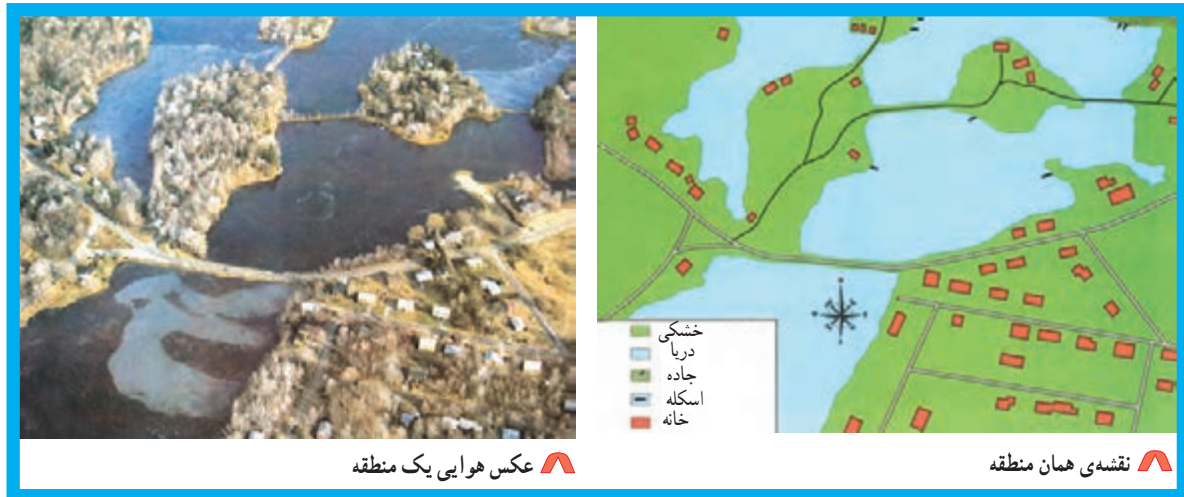 خشکی
دریا
جاده
اسکله
خانه
نقشه‌ی همان منطقه
عکس هوایی یک منطقه